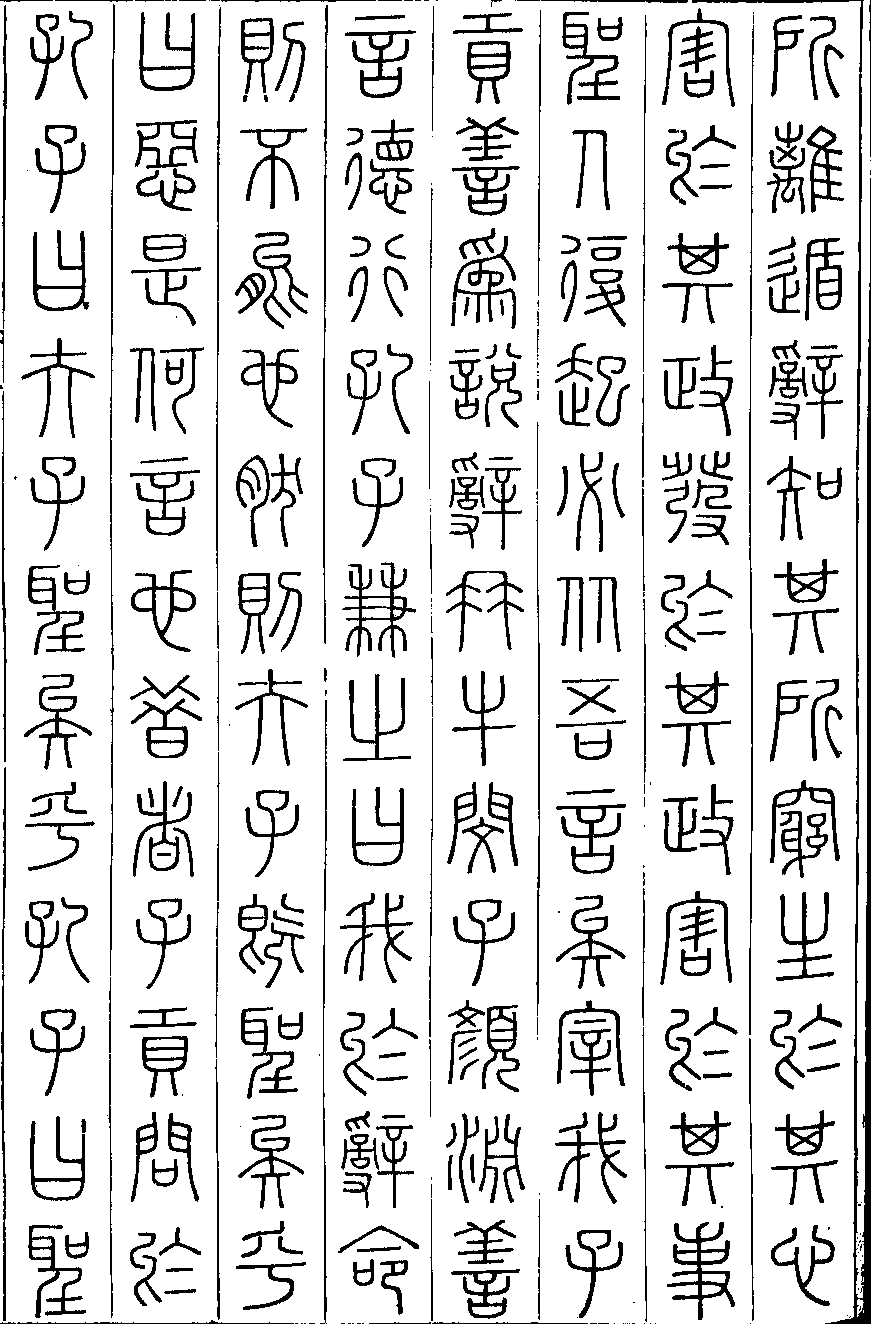 所離遁辭知其所窮生於其心
害於其政發於其政害於其事
聖人復起必從吾言矣宰我子
貢善為說辭冉牛閔子顏淵善
言德行孔子兼之曰我於辭命
則不能也然則夫子既聖矣乎
曰惡是何言也昔者子貢問於
孔子曰夫子聖矣乎孔子曰聖